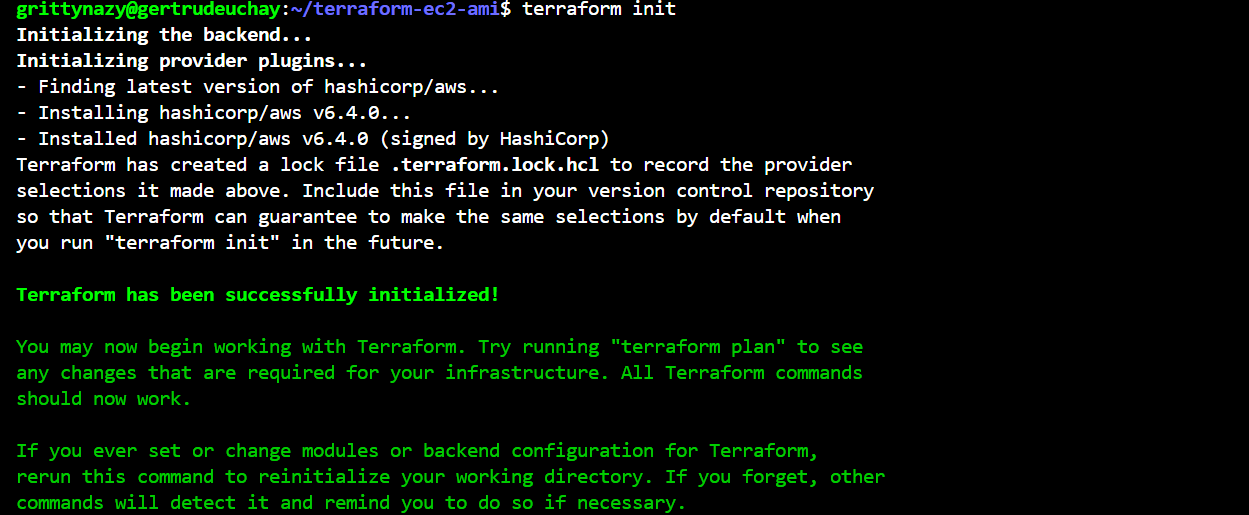 grittynazy@gertrudeuchay:~/terraform-ec2-ami$ terraform init
Initializing the backend...
Initializing provider plugins...
- Finding latest version of hashicorp/aws...
- Installing hashicorp/aws v6.4.0...
- Installed hashicorp/aws v6.4.0 (signed by HashiCorp)
Terraform has created a lock file .terraform.lock.hcl to record the provider
selections it made above. Include this file in your version control repository
so that Terraform can guarantee to make the same selections by default when
you run "terraform init" in the future.
Terraform has been successfully initialized!
You may now begin working with Terraform. Try running "terraform plan" to see
any changes that are required for your infrastructure. All Terraform commands
should now work.
If you ever set or change modules or backend configuration for Terraform,
rerun this command to reinitialize your working directory. If you forget, other
commands will detect it and remind you to do so if necessary.